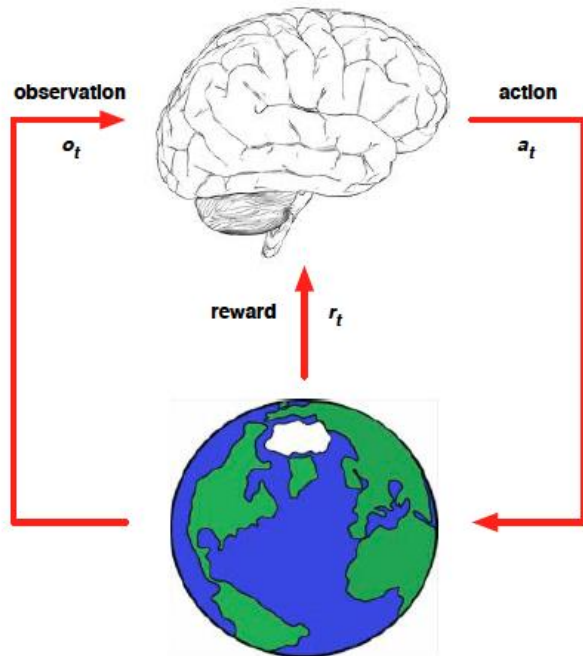 observation
o_t
action
a_t
reward
r_t